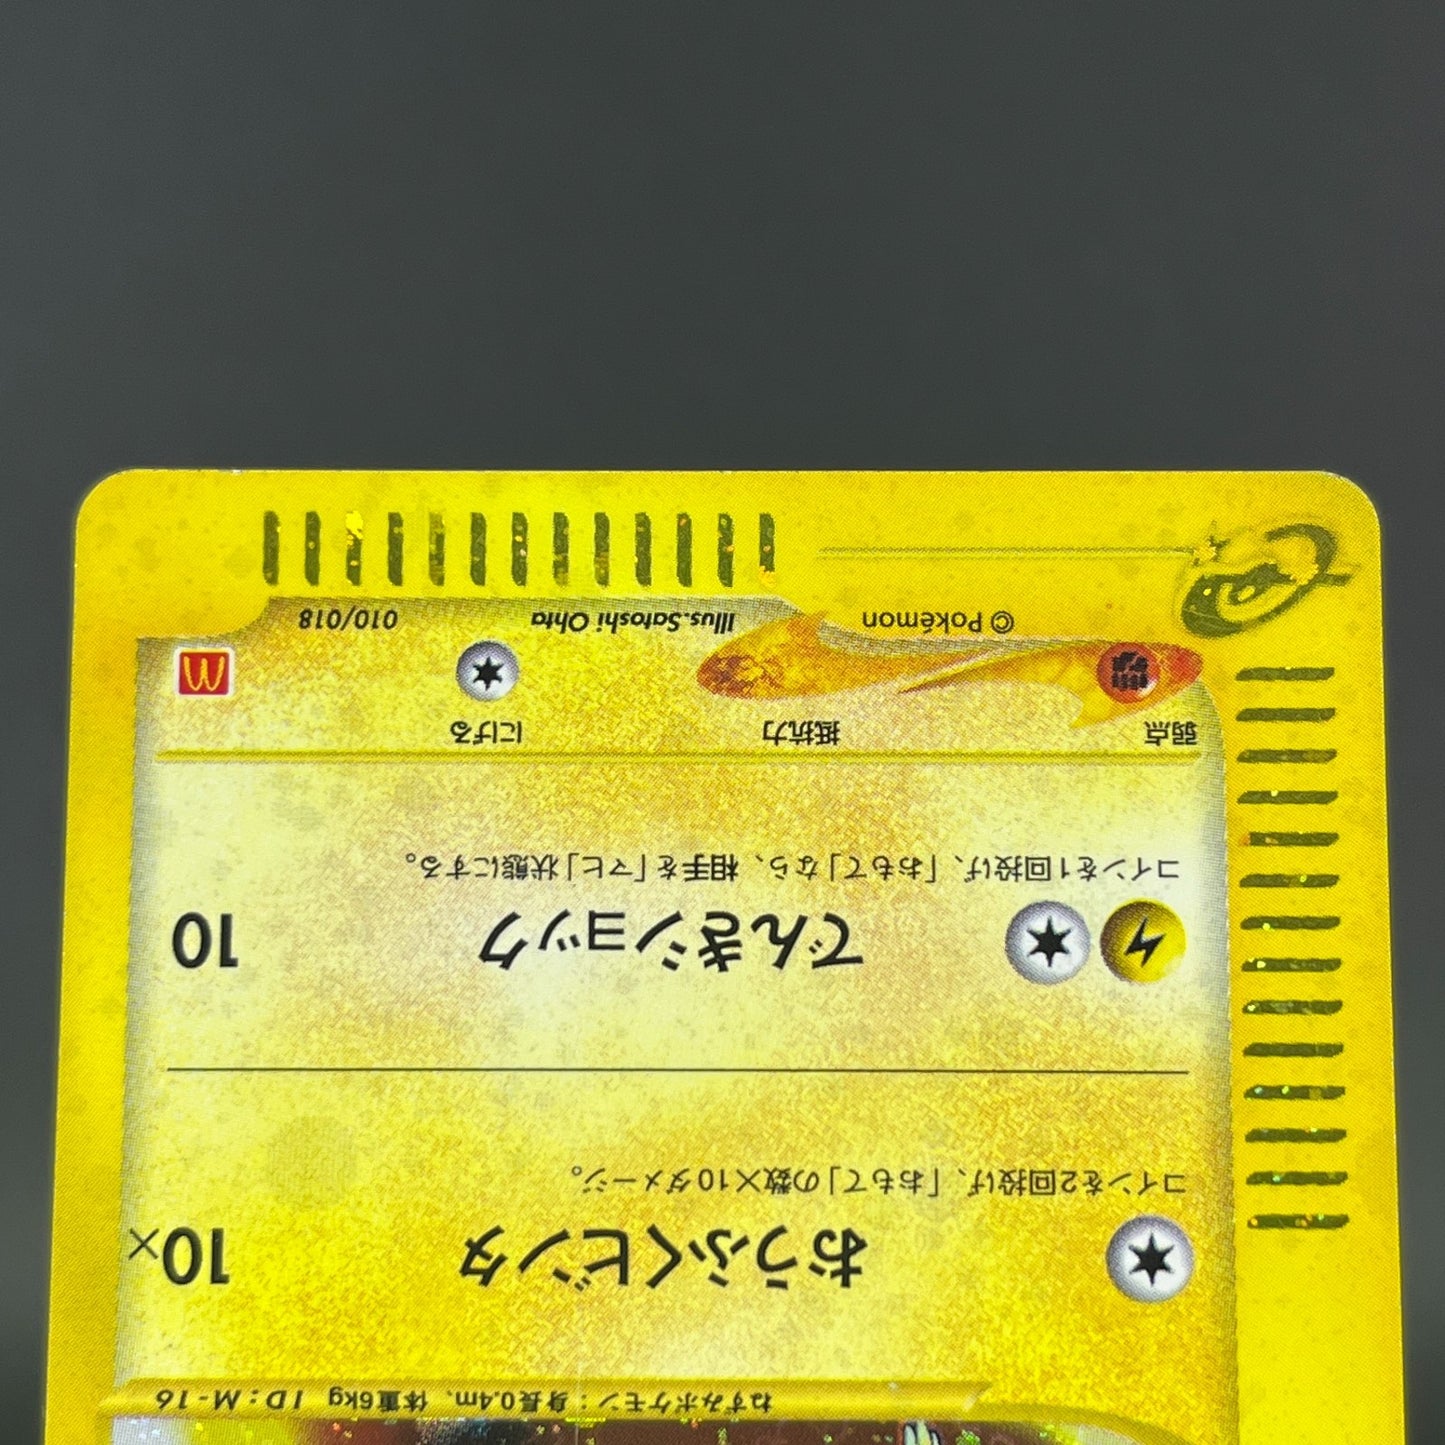 ねずみポケモン：身長0.4m、体重6kg ID：M-16
おうふくビンタ 10×
コインを2回投げ、「おもて」の数×10ダメージ。
でんきショック 10
コインを1回投げ、「おもて」なら、相手を「マヒ」状態にする。
弱点 抵抗力 にげる
©Pokémon Illus.Satoshi Ohta 010/018